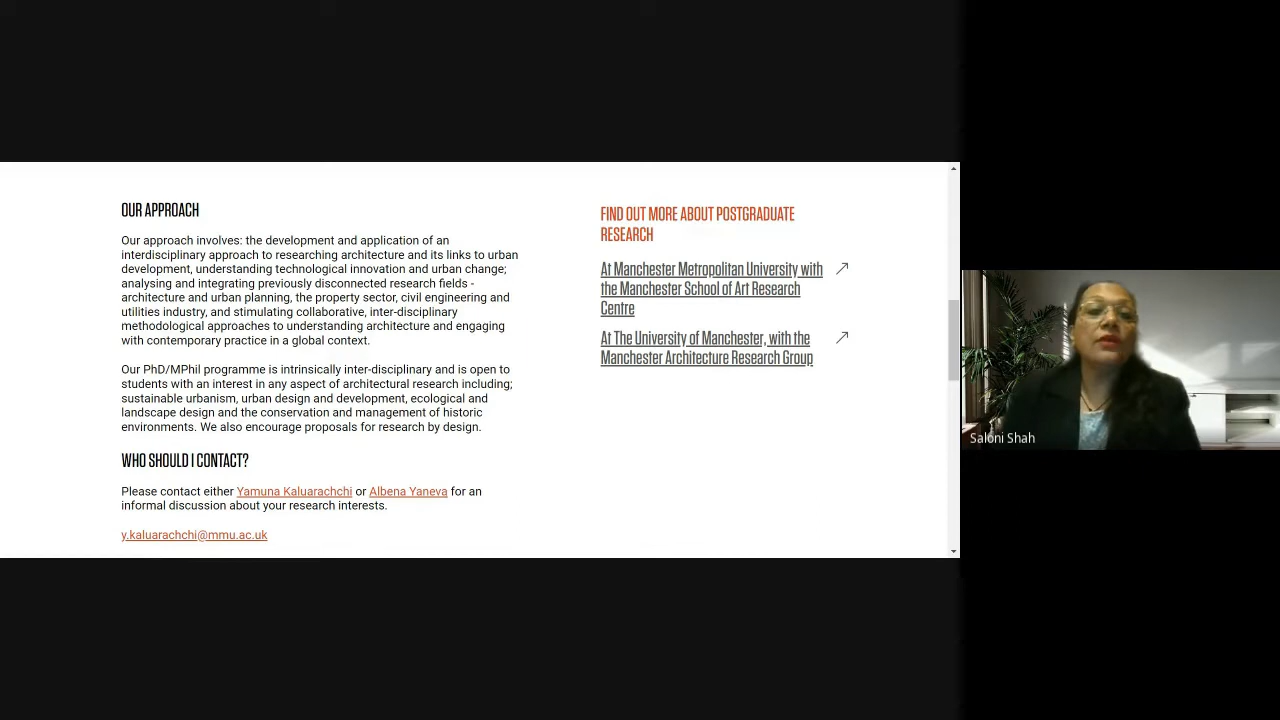 OUR APPROACH
Our approach involves: the development and application of an
interdisciplinary approach to researching architecture and its links to urban
development, understanding technological innovation and urban change;
analysing and integrating previously disconnected research fields -
architecture and urban planning, the property sector, civil engineering and
utilities industry, and stimulating collaborative, inter-disciplinary
methodological approaches to understanding architecture and engaging
with contemporary practice in a global context.
Our PhD/MPhil programme is intrinsically inter-disciplinary and is open to
students with an interest in any aspect of architectural research including;
sustainable urbanism, urban design and development, ecological and
landscape design and the conservation and management of historic
environments. We also encourage proposals for research by design.
WHO SHOULD I CONTACT?
Please contact either Yamuna Kaluarachchi or Albena Yaneva for an
informal discussion about your research interests.
y.kaluarachchi@mmu.ac.uk
FIND OUT MORE ABOUT POSTGRADUATE
RESEARCH
At Manchester Metropolitan University with
the Manchester School of Art Research
Centre
At The University of Manchester, with the
Manchester Architecture Research Group
Saloni Shah